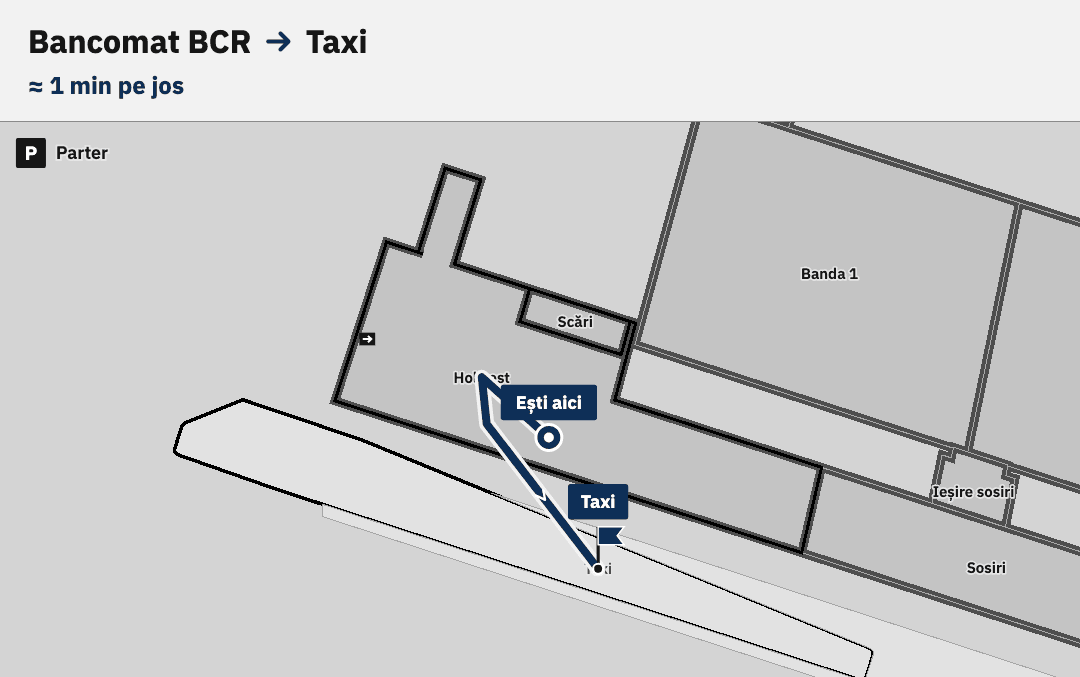 Bancomat BCR → Taxi
≈ 1 min pe jos
P Parter
Banda 1
Scări
Ești aici
Taxi
Ieșire sosiri
Sosiri